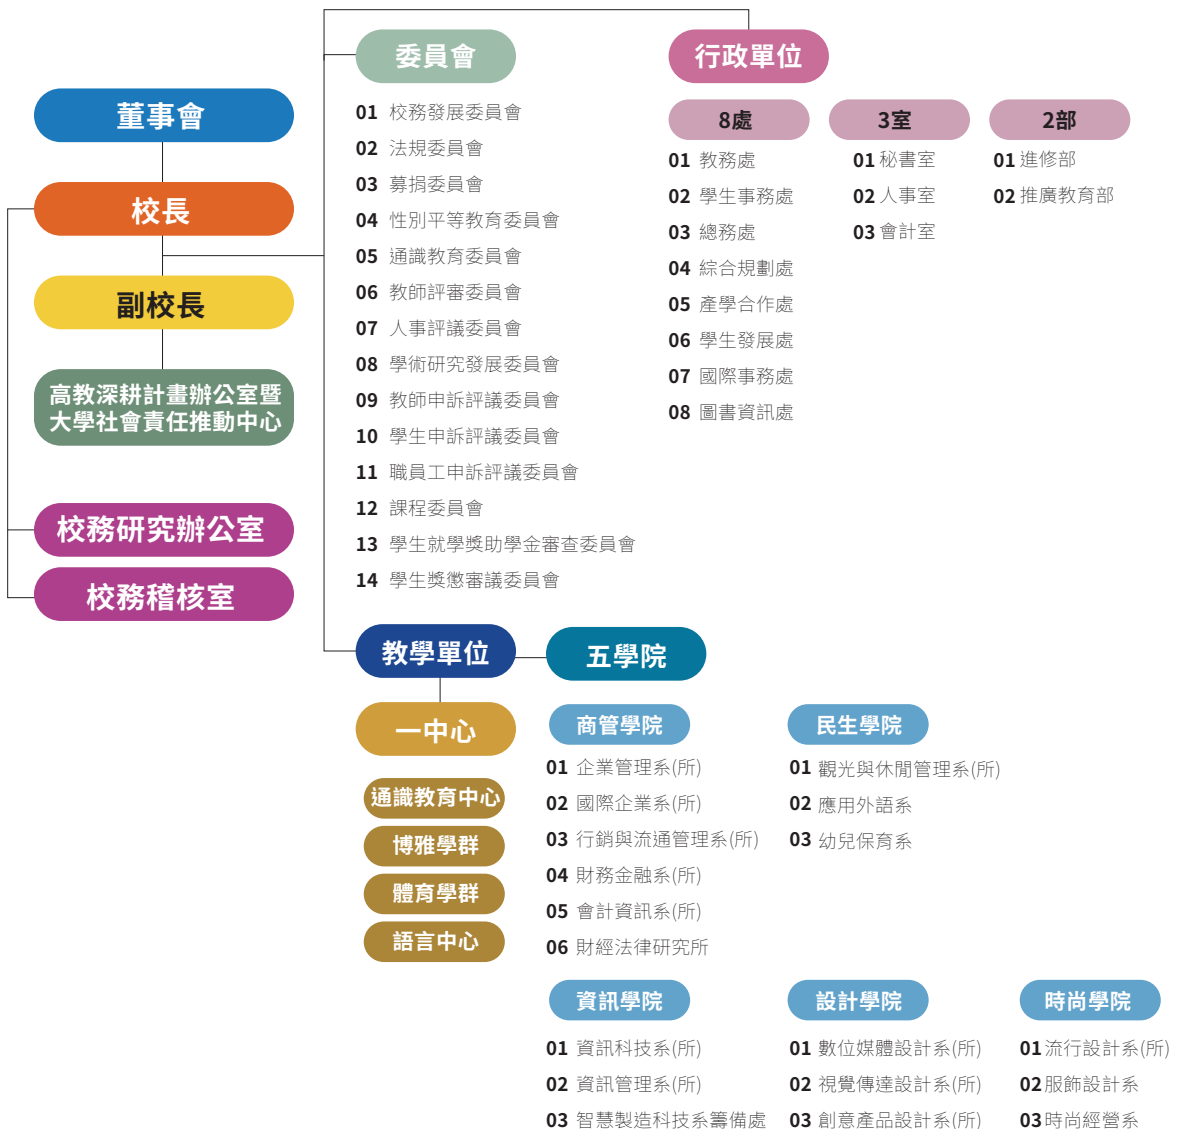 董事會
校長
副校長
高教深耕計畫辦公室暨
大學社會責任推動中心
校務研究辦公室
校務稽核室
委員會
01 校務發展委員會
02 法規委員會
03 募捐委員會
04 性別平等教育委員會
05 通識教育委員會
06 教師評審委員會
07 人事評議委員會
08 學術研究發展委員會
09 教師申訴評議委員會
10 學生申訴評議委員會
11 職員工申訴評議委員會
12 課程委員會
13 學生就學獎助學金審查委員會
14 學生獎懲審議委員會
行政單位
8處
01 教務處
02 學生事務處
03 總務處
04 綜合規劃處
05 產學合作處
06 學生發展處
07 國際事務處
08 圖書資訊處
3室
01 秘書室
02 人事室
03 會計室
2部
01 進修部
02 推廣教育部
教學單位
一中心
通識教育中心
博雅學群
體育學群
語言中心
五學院
商管學院
01 企業管理系(所)
02 國際企業系(所)
03 行銷與流通管理系(所)
04 財務金融系(所)
05 會計資訊系(所)
06 財經法律研究所
民生學院
01 觀光與休閒管理系(所)
02 應用外語系
03 幼兒保育系
資訊學院
01 資訊科技系(所)
02 資訊管理系(所)
03 智慧製造科技系籌備處
設計學院
01 數位媒體設計系(所)
02 視覺傳達設計系(所)
03 創意產品設計系(所)
時尚學院
01 流行設計系(所)
02 服飾設計系
03 時尚經營系